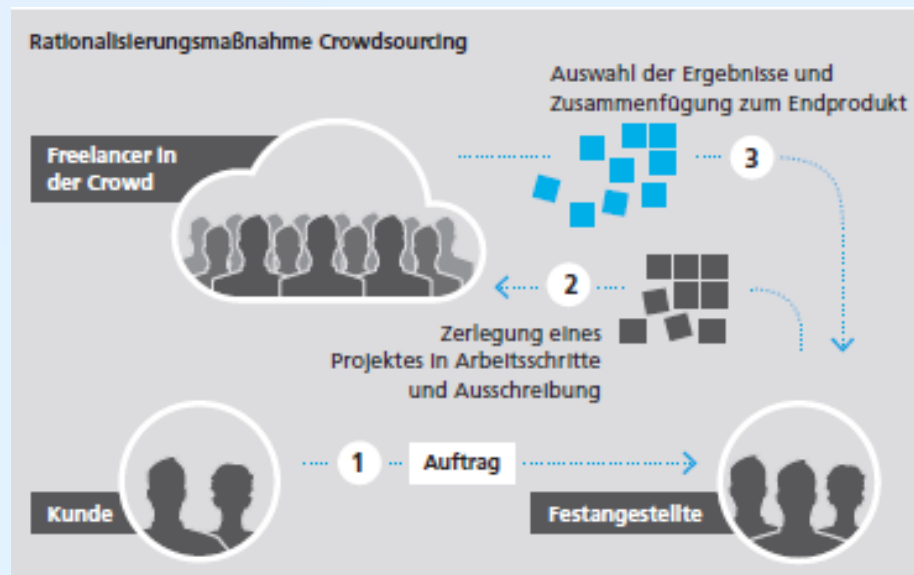 Rationalisierungsmaßnahme Crowdsourcing
Auswahl der Ergebnisse und
Zusammenfügung zum Endprodukt
Freelancer in
der Crowd
3
2
Zerlegung eines
Projektes in Arbeitsschritte
und Ausschreibung
1
Auftrag
Kunde
Festangestellte